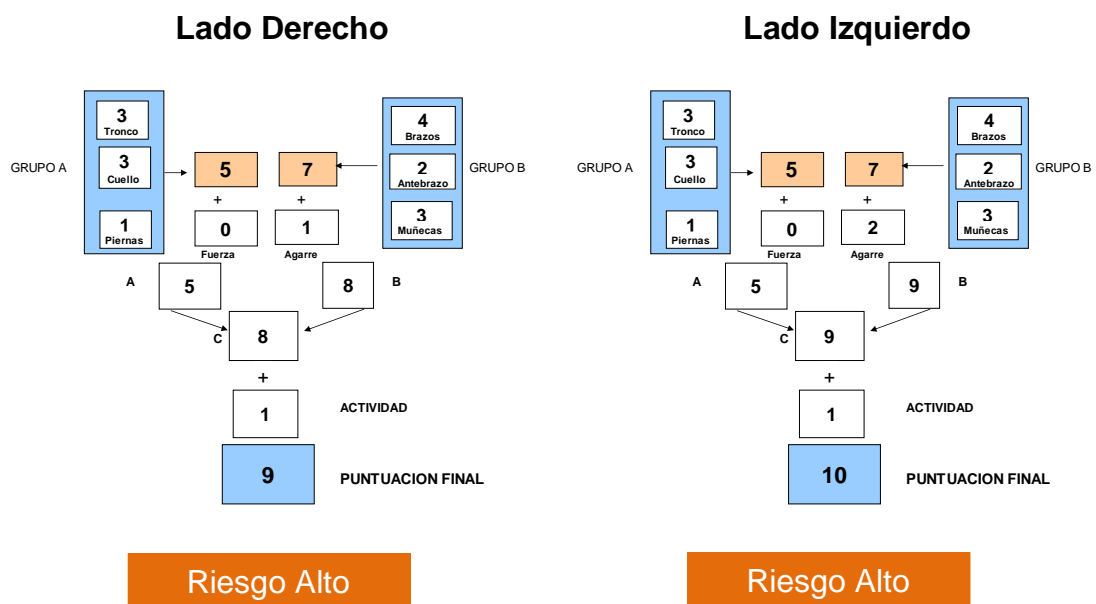 Lado Derecho
3
Tronco
3
Cuello
1
Piernas
GRUPO A
5
7
+
+
0
1
Fuerza
Agarre
4
Brazos
2
Antebrazo
3
Muñecas
GRUPO B
A
5
8
B
C
8
+
1
ACTIVIDAD
9
PUNTUACION FINAL
Riesgo Alto
Lado Izquierdo
3
Tronco
3
Cuello
1
Piernas
GRUPO A
5
7
+
+
0
2
Fuerza
Agarre
4
Brazos
2
Antebrazo
3
Muñecas
GRUPO B
A
5
9
B
C
9
+
1
ACTIVIDAD
10
PUNTUACION FINAL
Riesgo Alto